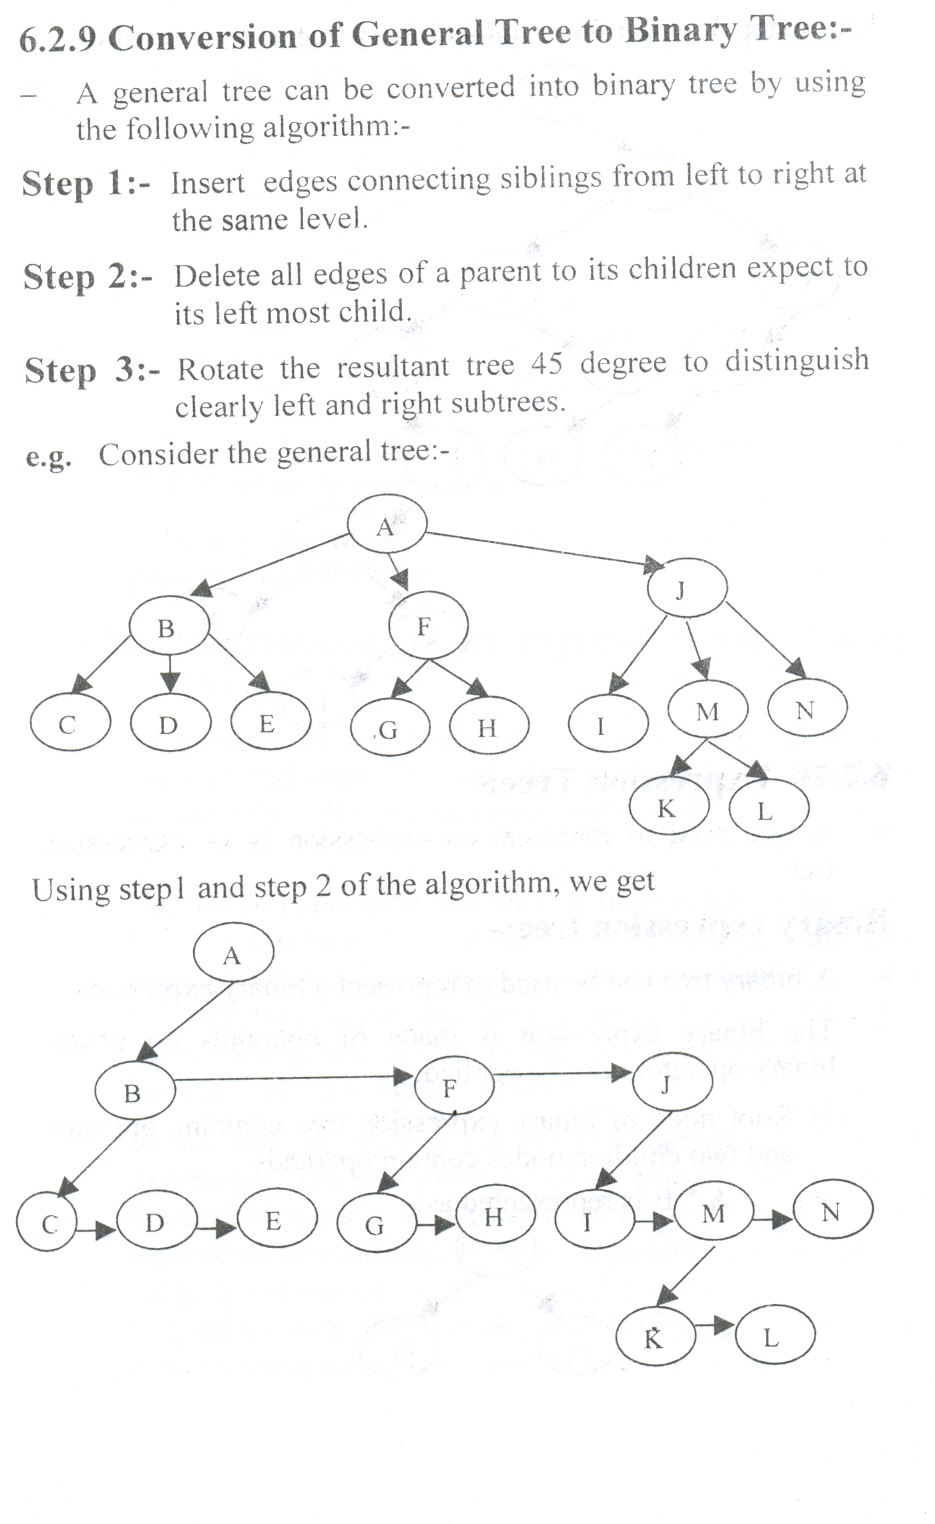 6.2.9 Conversion of General Tree to Binary Tree:-
– A general tree can be converted into binary tree by using
the following algorithm:-
Step 1:- Insert edges connecting siblings from left to right at
the same level.
Step 2:- Delete all edges of a parent to its children expect to
its left most child.
Step 3:- Rotate the resultant tree 45 degree to distinguish
clearly left and right subtrees.
e.g. Consider the general tree:-
A
J
B F
C D E G H I M N
K L
Using step1 and step 2 of the algorithm, we get
A
B F J
C D E G H I M N
K L